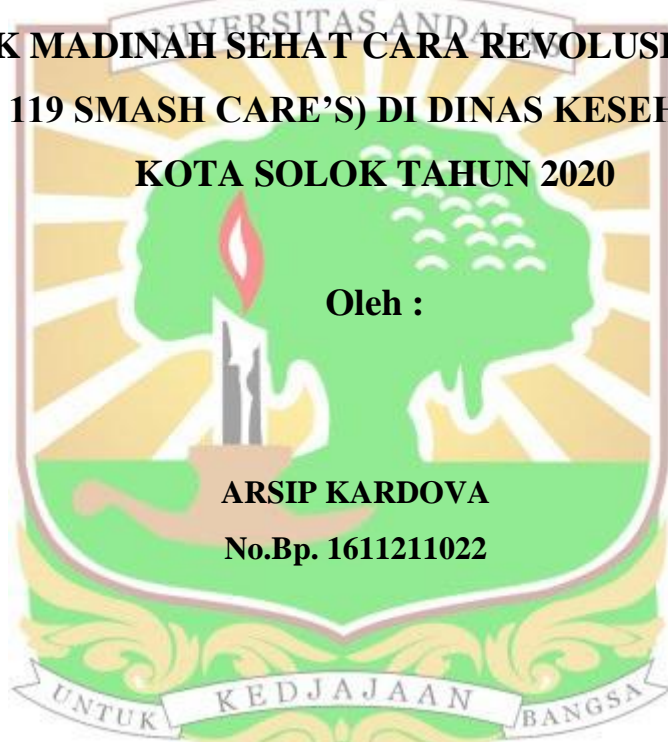 UNIVERSITAS ANDALAS
K MADINAH SEHAT CARA REVOLUSI
119 SMASH CARE’S) DI DINAS KESEH
KOTA SOLOK TAHUN 2020
Oleh :
ARSIP KARDOVA
No.Bp. 1611211022
UNTUK KEDJAJAAN BANGSA